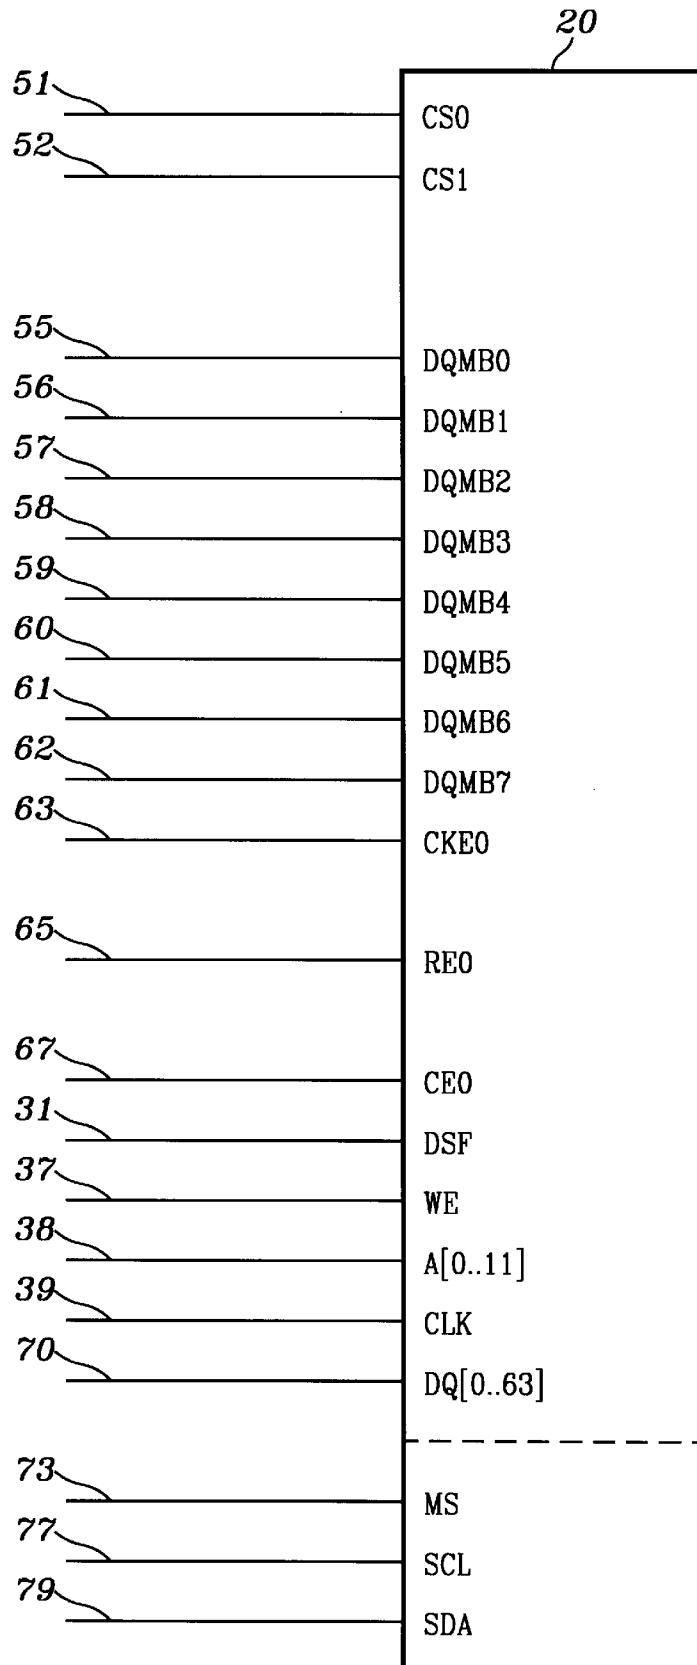 20
51 CS0
52 CS1
55 DQMB0
56 DQMB1
57 DQMB2
58 DQMB3
59 DQMB4
60 DQMB5
61 DQMB6
62 DQMB7
63 CKE0
65 RE0
67 CE0
31 DSF
37 WE
38 A[0..11]
39 CLK
70 DQ[0..63]
73 MS
77 SCL
79 SDA